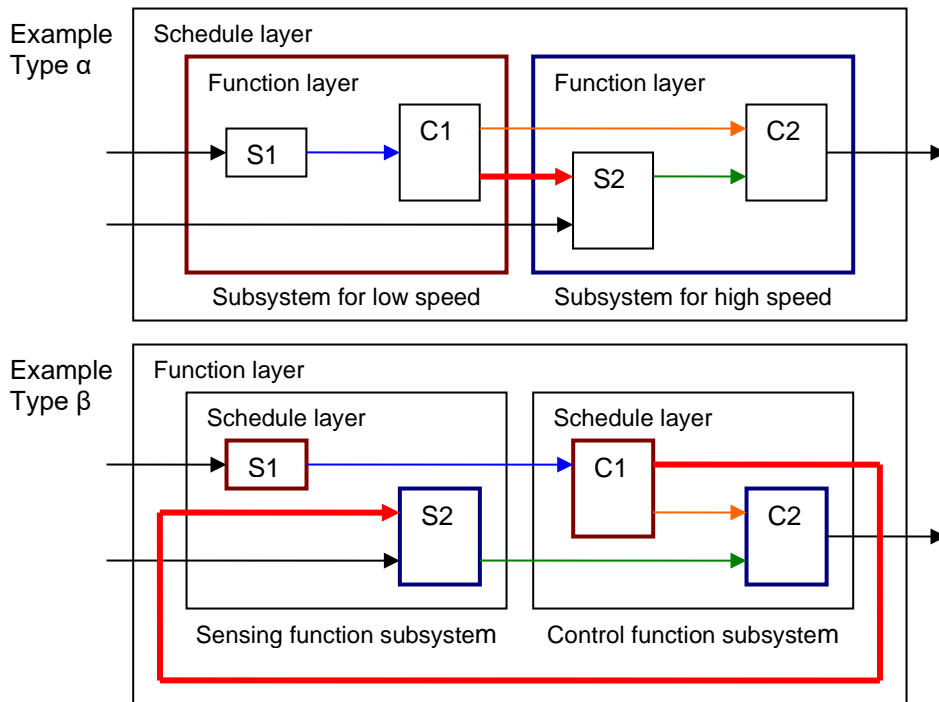 Example
Type α
Schedule layer
Function layer
Function layer
S1
C1
S2
C2
Subsystem for low speed
Subsystem for high speed
Example
Type β
Function layer
Schedule layer
Schedule layer
S1
S2
C1
C2
Sensing function subsystem
Control function subsystem